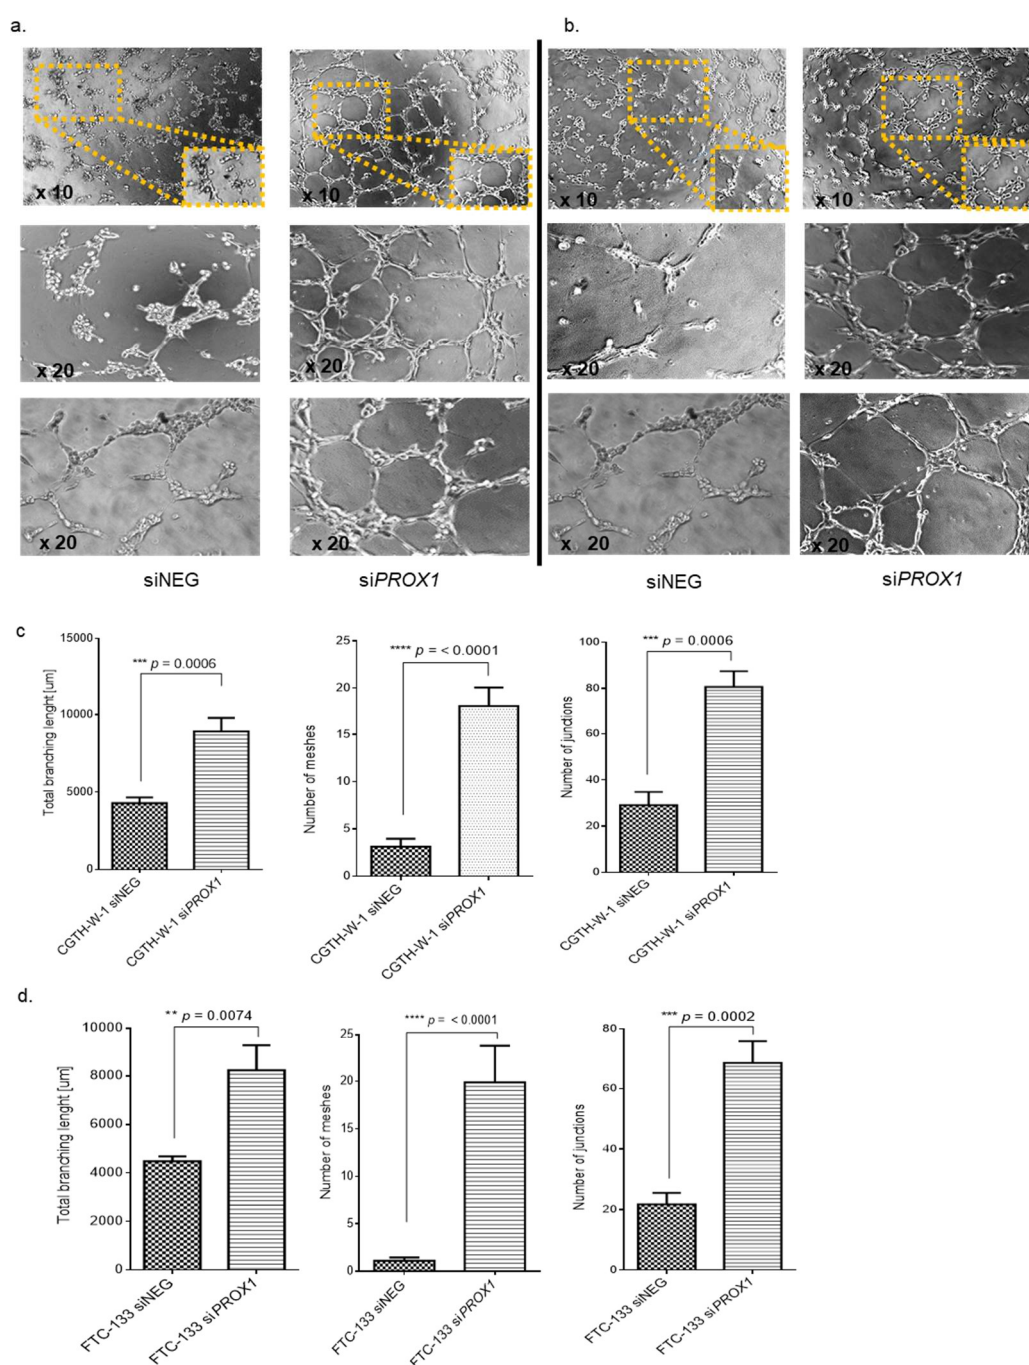 a.
b.
x 10
x 10
x 10
x 10
x 20
x 20
x 20
x 20
x 20
x 20
x 20
x 20
siNEG
siPROX1
siNEG
siPROX1
c
15000
10000
5000
0
Total branching lenght [um]
*** p = 0.0006
CGTH-W-1 siNEG
CGTH-W-1 siPROX1
25
20
15
10
5
0
Number of meshes
**** p = < 0.0001
CGTH-W-1 siNEG
CGTH-W-1 siPROX1
100
80
60
40
20
0
Number of junctions
*** p = 0.0006
CGTH-W-1 siNEG
CGTH-W-1 siPROX1
d.
10000
8000
6000
4000
2000
0
Total branching lenght [um]
** p = 0.0074
FTC-133 siNEG
FTC-133 siPROX1
25
20
15
10
5
0
Number of meshes
**** p = < 0.0001
FTC-133 siNEG
FTC-133 siPROX1
80
60
40
20
0
Number of junctions
*** p = 0.0002
FTC-133 siNEG
FTC-133 siPROX1